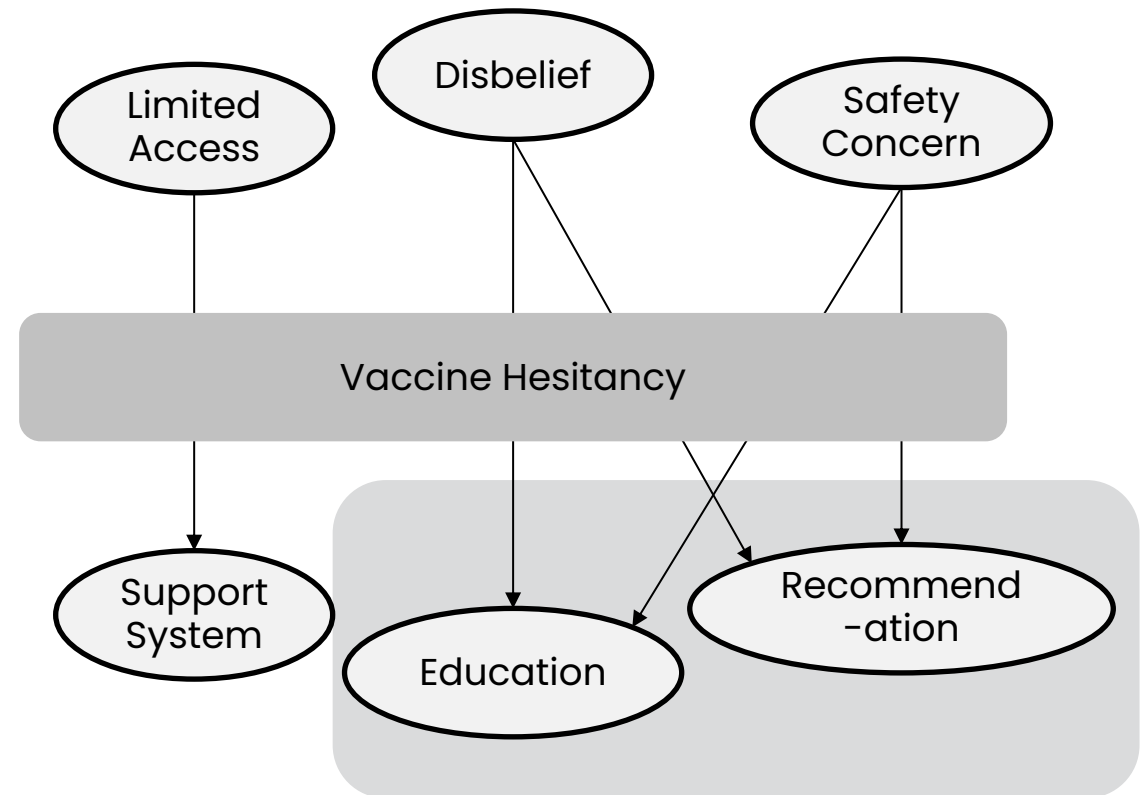 Disbelief
Limited
Access
Safety
Concern
Vaccine Hesitancy
Support
System
Education
Recommend
-ation